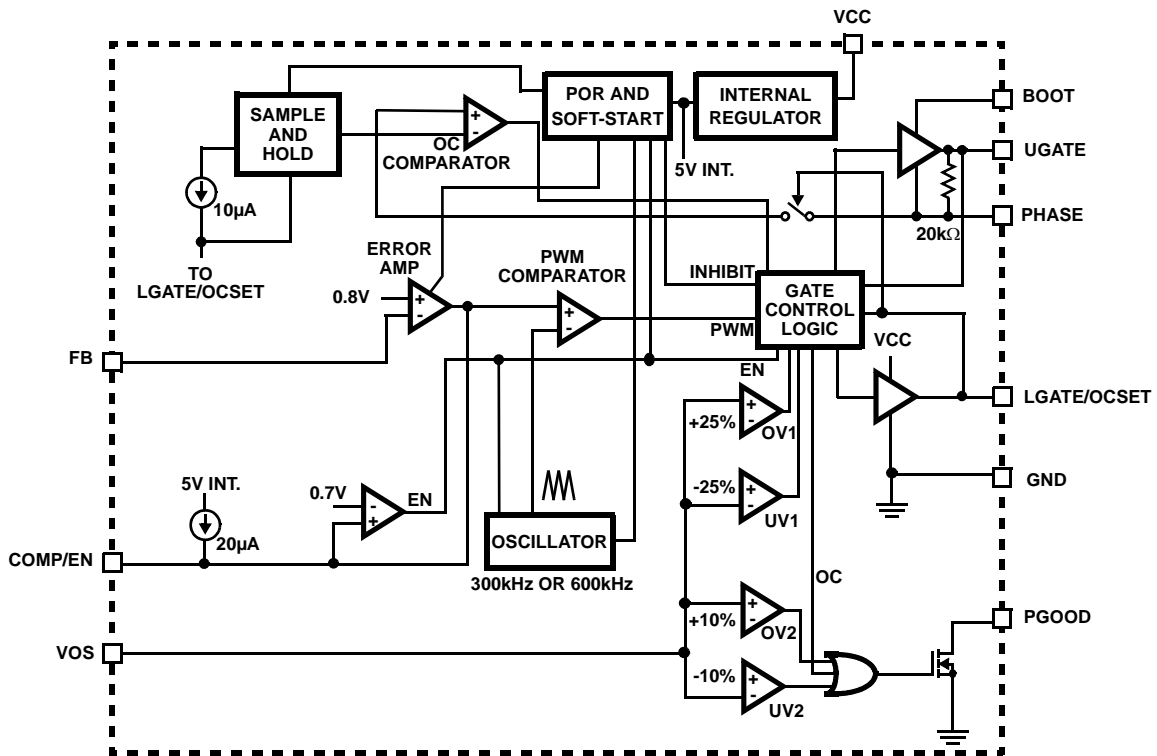 VCC
BOOT
UGATE
PHASE
20kΩ
SAMPLE
AND
HOLD
10µA
TO
LGATE/OCSET
+
-
OC
COMPARATOR
POR AND
SOFT-START
INTERNAL
REGULATOR
5V INT.
ERROR
AMP
0.8V
+
-
PWM
COMPARATOR
+
-
INHIBIT
PWM
GATE
CONTROL
LOGIC
EN
VCC
FB
LGATE/OCSET
GND
+25%
+
-
OV1
-25%
+
-
UV1
5V INT.
20µA
0.7V
-
+
EN
OSCILLATOR
300kHz OR 600kHz
COMP/EN
OC
+10%
+
-
OV2
-10%
+
-
UV2
PGOOD
VOS